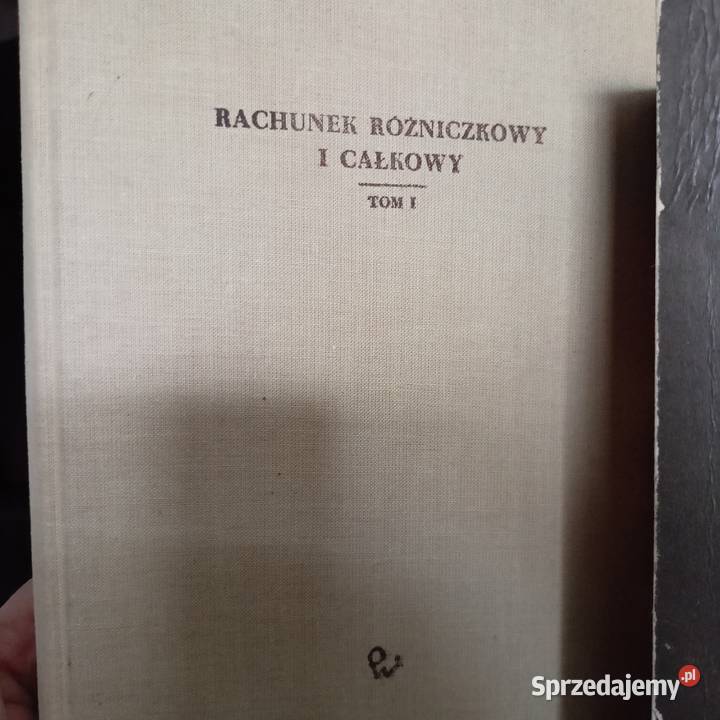 RACHUNEK RÓŻNICZKOWY
I CAŁKOWY
TOM I
Sprzedajemy.pl